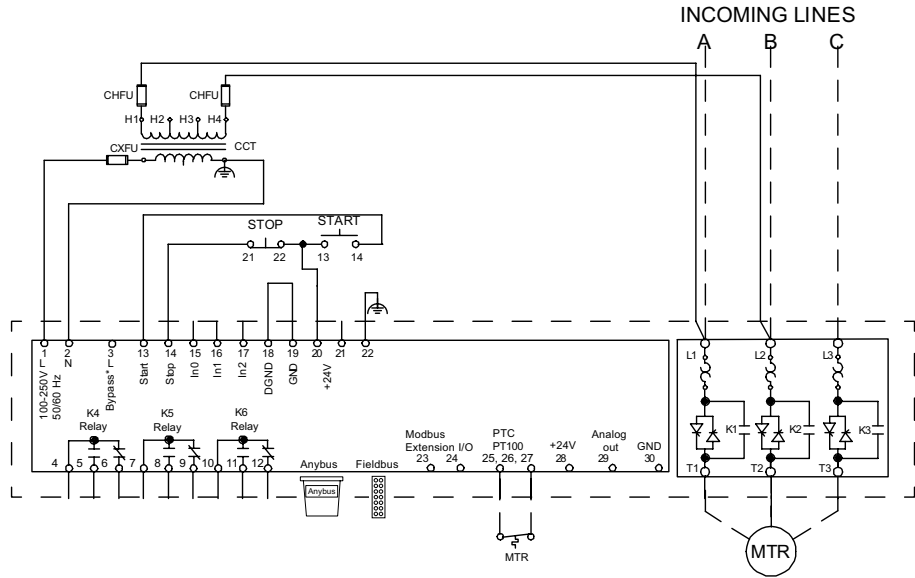 INCOMING LINES
A B C
CHFU CHFU
H1 H2 H3 H4
CXFU CCT
STOP START
21 22 13 14
1 2 3 13 14 15 16 17 18 19 20 21 22
L N Bypass* L Start Stop In0 In1 In2 DGND GND +24V
100-250V
50/60 Hz
K4
Relay
K5
Relay
K6
Relay
4 5 6 7 8 9 10 11 12
Anybus Fieldbus
Anybus
Modbus
Extension I/O
23 24
PTC
PT100
25, 26, 27
+24V
28
Analog
out
29
GND
30
MTR
L1 L2 L3
K1 K2 K3
T1 T2 T3
MTR